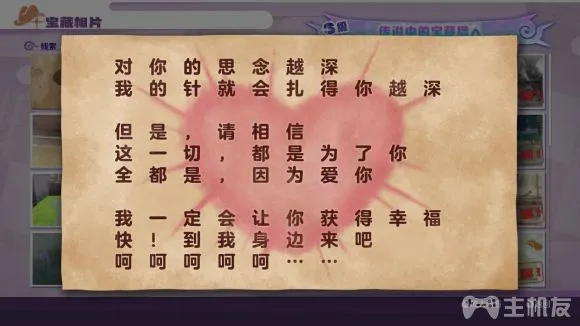 宝藏相片
S级
传说中的宝藏
线索
对你的思念越深
我的针就会扎得你越深
但是，请相信
这一切，都是为了你
全都是，因为爱你
我一定会让你获得幸福
快！到我身边来吧
呵呵呵呵呵……
主机友